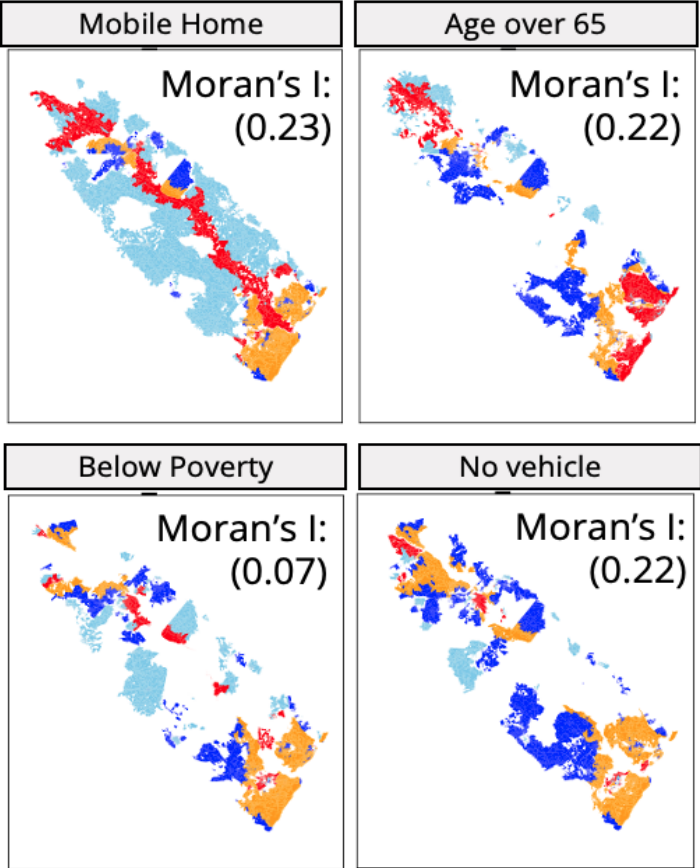 Mobile Home
Moran's I:
(0.23)
Age over 65
Moran's I:
(0.22)
Below Poverty
Moran's I:
(0.07)
No vehicle
Moran's I:
(0.22)